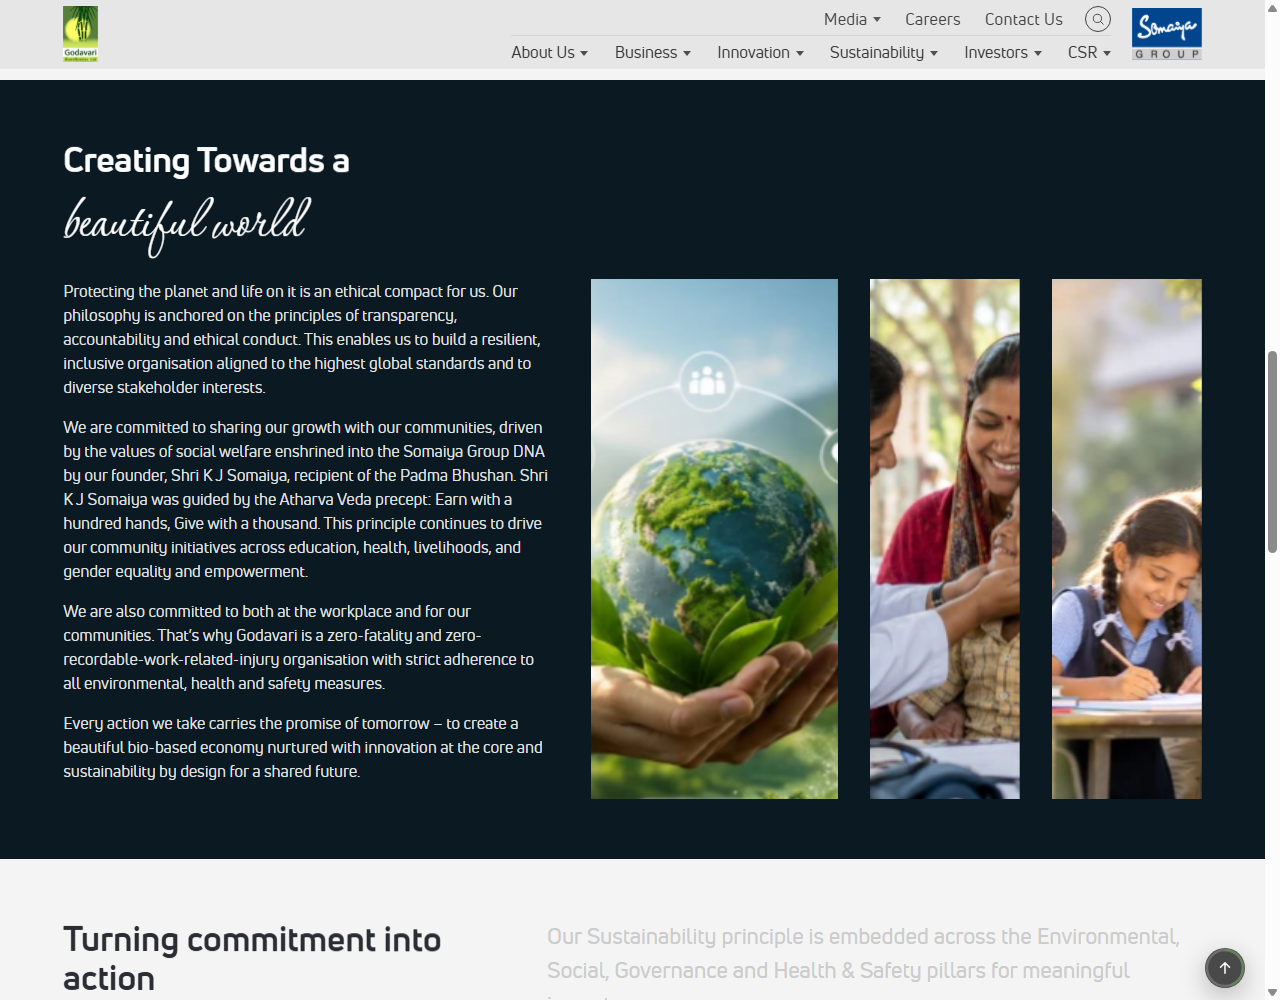 Godavari
Media
Careers
Contact Us
Somaiya
GROUP
About Us
Business
Innovation
Sustainability
Investors
CSR
Creating Towards a
beautiful world
Protecting the planet and life on it is an ethical compact for us. Our
philosophy is anchored on the principles of transparency,
accountability and ethical conduct. This enables us to build a resilient,
inclusive organisation aligned to the highest global standards and to
diverse stakeholder interests.
We are committed to sharing our growth with our communities, driven
by the values of social welfare enshrined into the Somaiya Group DNA
by our founder, Shri K J Somaiya, recipient of the Padma Bhushan. Shri
K J Somaiya was guided by the Atharva Veda precept: Earn with a
hundred hands, Give with a thousand. This principle continues to drive
our community initiatives across education, health, livelihoods, and
gender equality and empowerment.
We are also committed to both at the workplace and for our
communities. That’s why Godavari is a zero-fatality and zero-
recordable-work-related-injury organisation with strict adherence to
all environmental, health and safety measures.
Every action we take carries the promise of tomorrow – to create a
beautiful bio-based economy nurtured with innovation at the core and
sustainability by design for a shared future.
Turning commitment into
action
Our Sustainability principle is embedded across the Environmental,
Social, Governance and Health & Safety pillars for meaningful